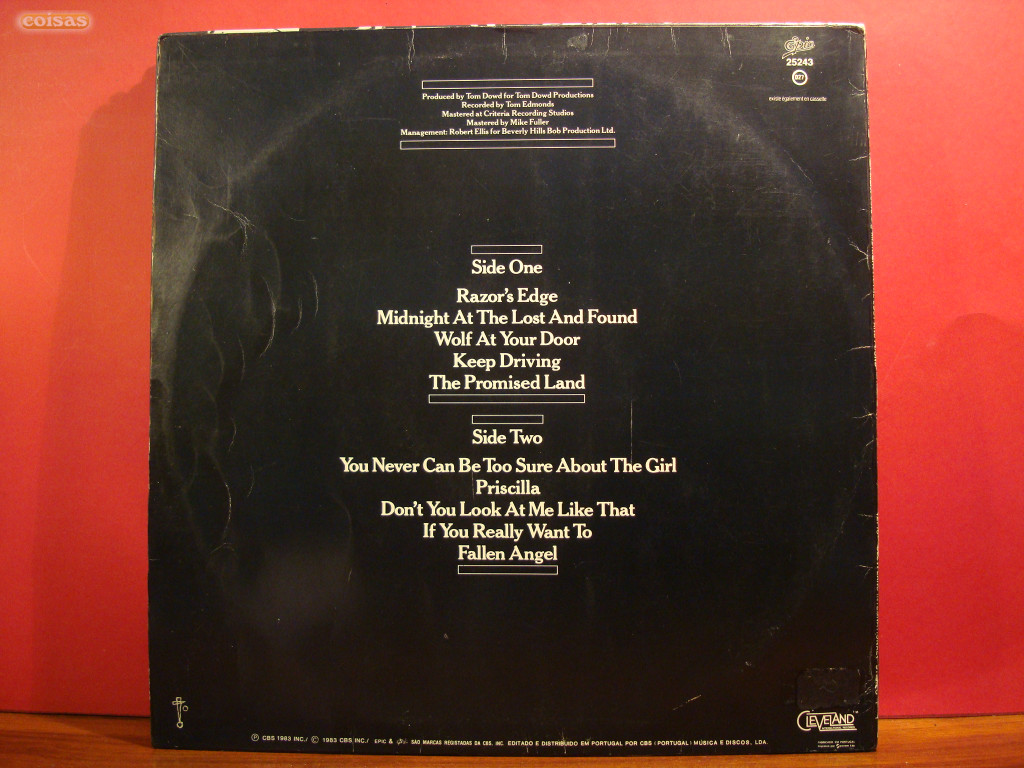 coisas
Epic
25243
existe également en cassette
Produced by Tom Dowd for Tom Dowd Productions
Recorded by Tom Edmonds
Mastered at Criteria Recording Studios
Mastered by Mike Fuller
Management: Robert Ellis for Beverly Hills Bob Production Ltd.
Side One
Razor's Edge
Midnight At The Lost And Found
Wolf At Your Door
Keep Driving
The Promised Land
Side Two
You Never Can Be Too Sure About The Girl
Priscilla
Don't You Look At Me Like That
If You Really Want To
Fallen Angel
CLEVELAND
Ⓟ CBS 1983 INC./ © 1983 CBS INC./ EPIC & Epic SÃO MARCAS REGISTADAS DA CBS. INC. EDITADO E DISTRIBUIDO EM PORTUGAL POR CBS (PORTUGAL) MÚSICA E DISCOS, LDA.